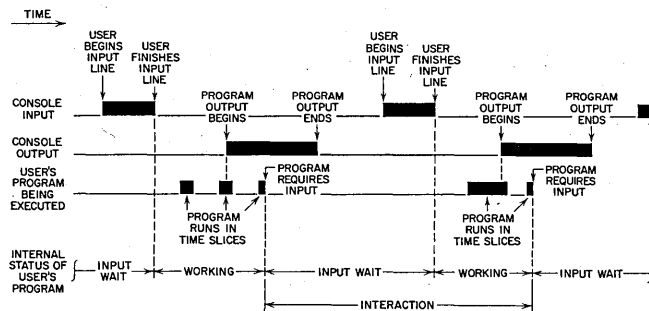 TIME
USER
BEGINS
INPUT
LINE
USER
FINISHES
INPUT
LINE
USER
BEGINS
INPUT
LINE
USER
FINISHES
INPUT
LINE
PROGRAM
OUTPUT
BEGINS
PROGRAM
OUTPUT
ENDS
PROGRAM
OUTPUT
BEGINS
PROGRAM
OUTPUT
ENDS
CONSOLE
INPUT
CONSOLE
OUTPUT
USER'S
PROGRAM
BEING
EXECUTED
PROGRAM
REQUIRES
INPUT
PROGRAM
REQUIRES
INPUT
PROGRAM
RUNS IN
TIME SLICES
PROGRAM
RUNS IN
TIME SLICES
INTERNAL
STATUS OF
USER'S
PROGRAM
INPUT
WAIT
WORKING
INPUT WAIT
WORKING
INPUT WAIT
INTERACTION